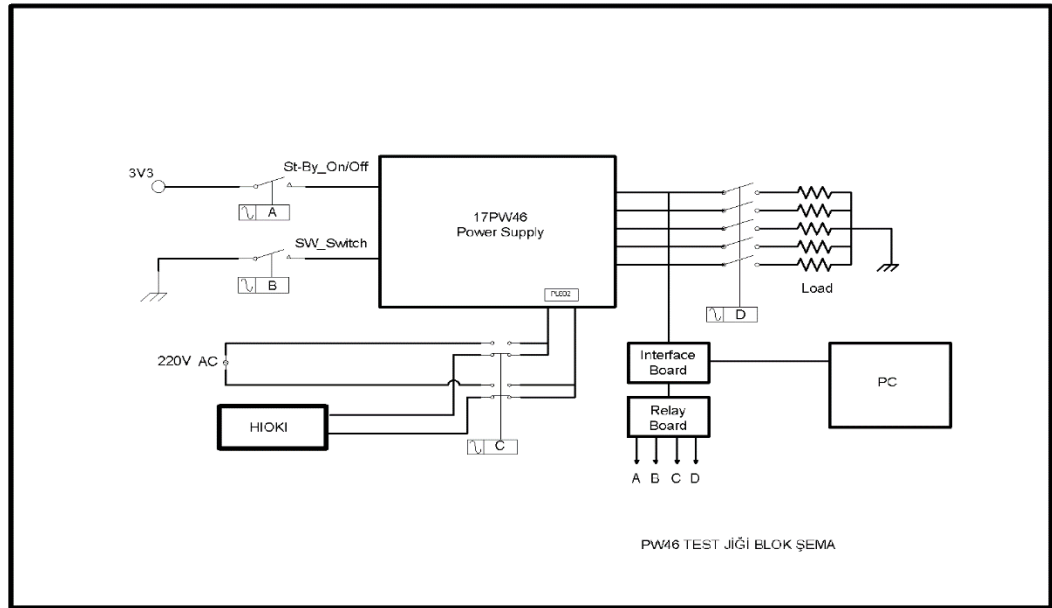 St-By_On/Off
3V3
A
17PW46
Power Supply
SW_Switch
B
PL802
Load
D
220V AC
Interface
Board
PC
HIOKI
C
Relay
Board
A B C D
PW46 TEST JİĞİ BLOK ŞEMA